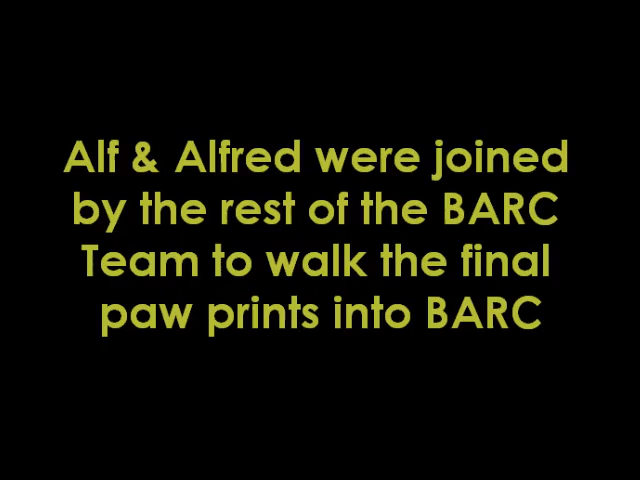 Alf & Alfred were joined
by the rest of the BARC
Team to walk the final
paw prints into BARC